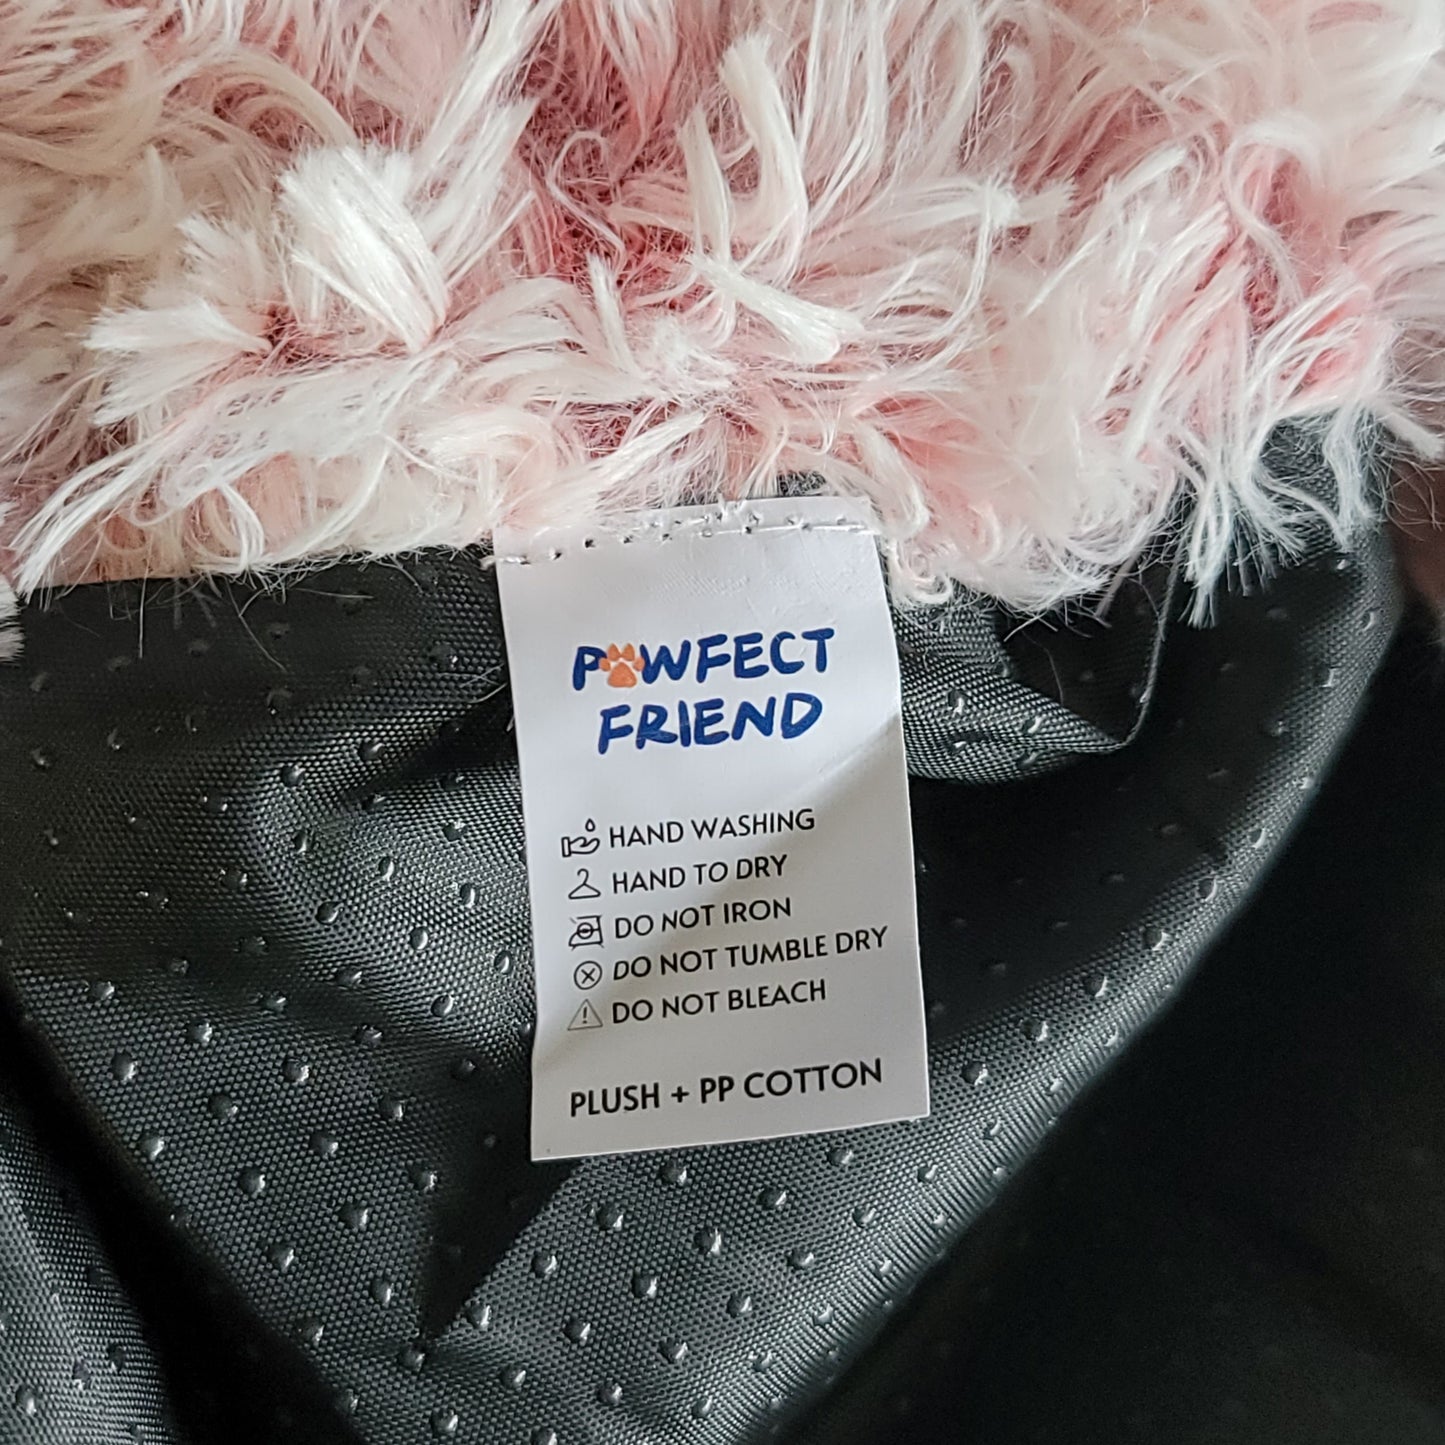 PAWFECT
FRIEND
HAND WASHING
HAND TO DRY
DO NOT IRON
DO NOT TUMBLE DRY
DO NOT BLEACH
PLUSH + PP COTTON